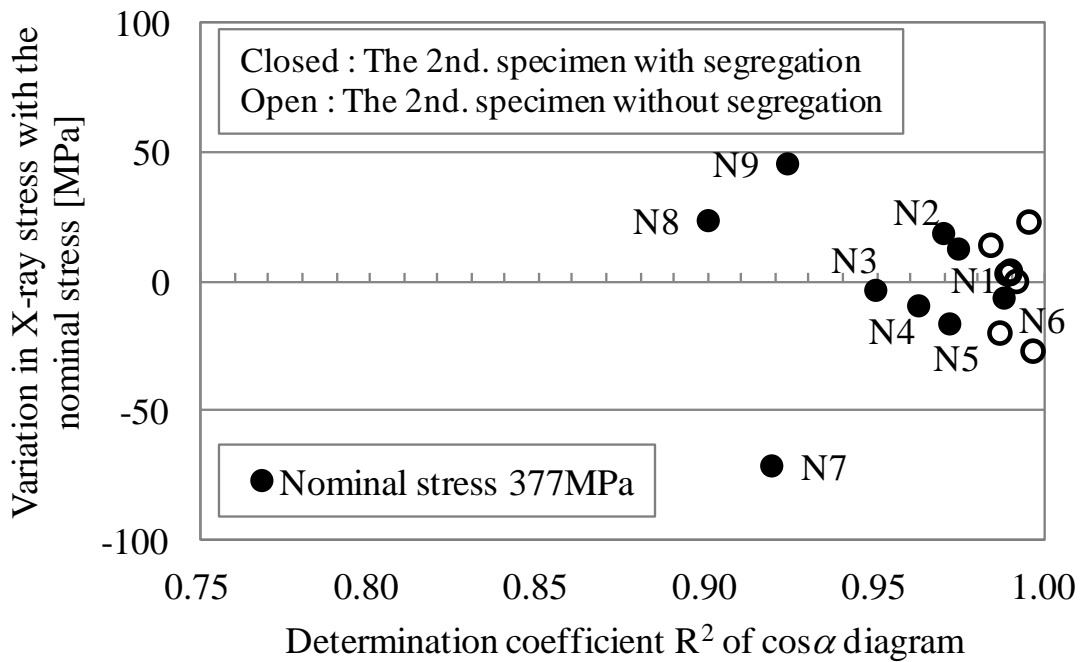 Variation in X-ray stress with the
nominal stress [MPa]
100
50
0
-50
-100
Closed : The 2nd. specimen with segregation
Open : The 2nd. specimen without segregation
N9
N8
N2
N3
N1
N4
N6
N5
N7
Nominal stress 377MPa
0.75 0.80 0.85 0.90 0.95 1.00
Determination coefficient R² of cosα diagram